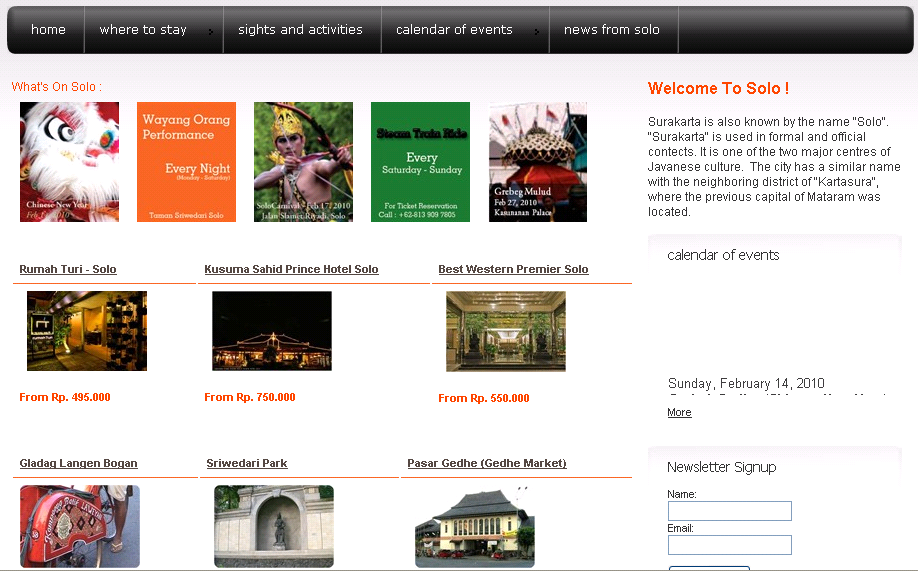 home
where to stay
sights and activities
calendar of events
news from solo
What's On Solo :
Chinese New Year
Feb 14, 2010
Wayang Orang
Performance
Every Night
(Monday - Saturday)
Taman Sriwedari Solo
SoloCarnival - Feb 17, 2010
Jalan Slamet Riyadi, Solo
Steam Train Ride
Every
Saturday - Sunday
For Ticket Reservation
Call : +62-813 909 7805
Grebeg Mulud
Feb 27, 2010
Kasunanan Palace
Rumah Turi - Solo
Kusuma Sahid Prince Hotel Solo
Best Western Premier Solo
From Rp. 495.000
From Rp. 750.000
From Rp. 550.000
Gladag Langen Bogan
Sriwedari Park
Pasar Gedhe (Gedhe Market)
Welcome To Solo !
Surakarta is also known by the name "Solo".
"Surakarta" is used in formal and official
contects. It is one of the two major centres of
Javanese culture. The city has a similar name
with the neighboring district of "Kartasura",
where the previous capital of Mataram was
located.
calendar of events
Sunday, February 14, 2010
More
Newsletter Signup
Name:
Email: